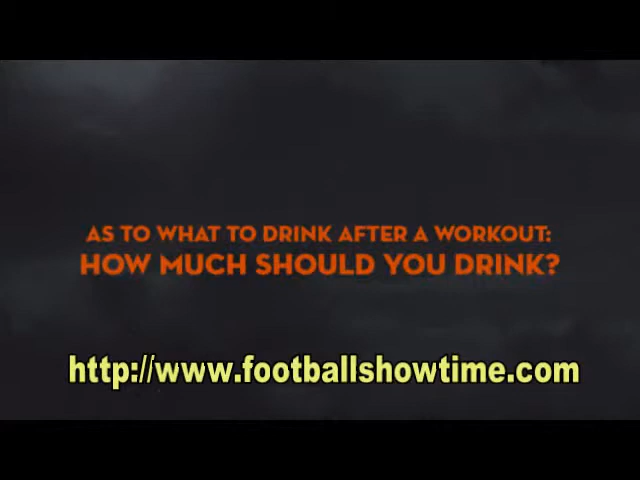 AS TO WHAT TO DRINK AFTER A WORKOUT:
HOW MUCH SHOULD YOU DRINK?
http://www.footballshowtime.com